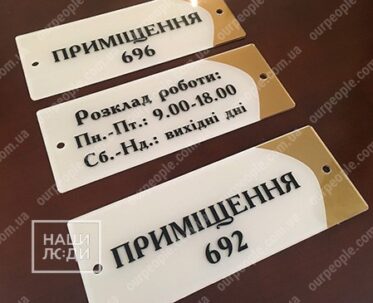 ПРИМІЩЕННЯ
696
Розклад роботи:
Пн.-Пт.: 9.00-18.00
Сб.-Нд.: вихідні дні
ПРИМІЩЕННЯ
692
НАШІ
ЛЮДИ
ourpeople.com.ua